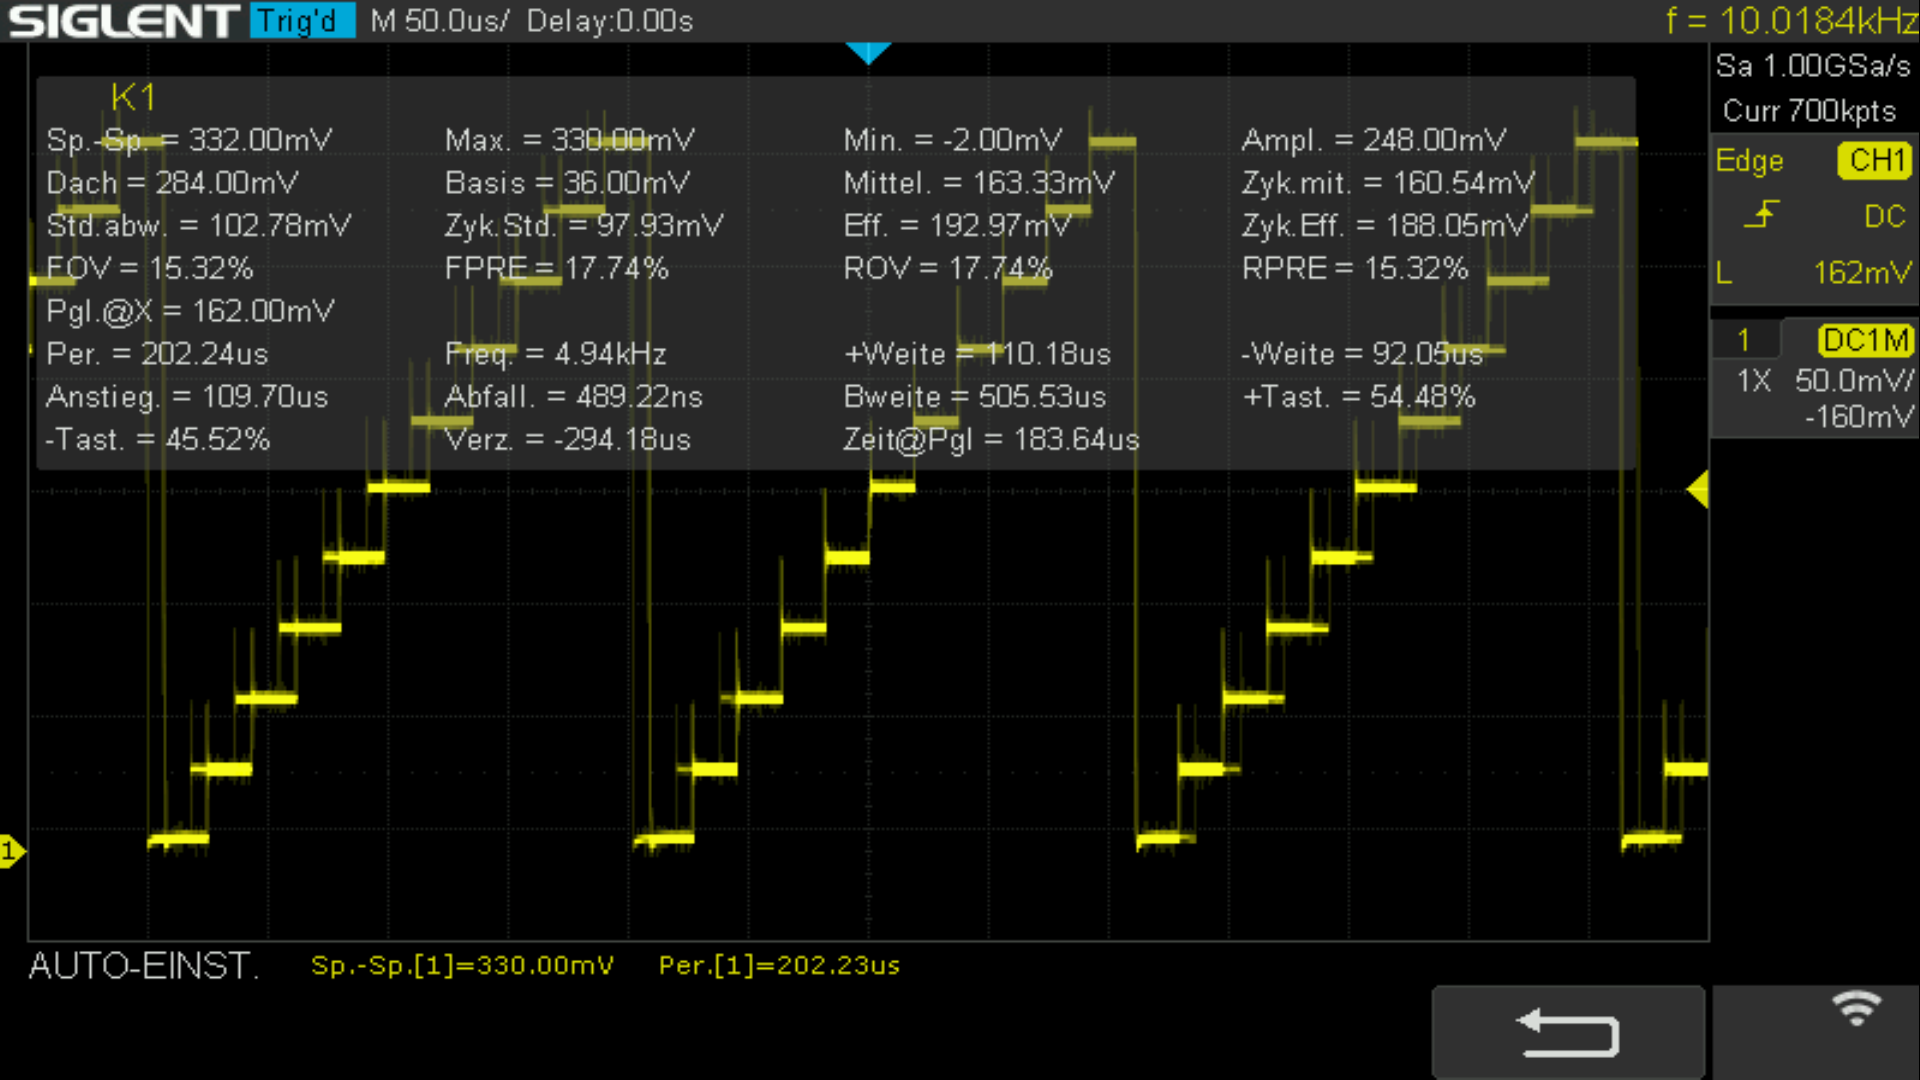 SIGLENT Trig'd M 50.0us/ Delay:0.00s f = 10.0184kHz
Sa 1.00GSa/s
Curr 700kpts
Edge CH1
DC
L 162mV
1 DC1M
1X 50.0mV/
-160mV
K1
Sp.-Sp. = 332.00mV Max. = 330.00mV Min. = -2.00mV Ampl. = 248.00mV
Dach = 284.00mV Basis = 36.00mV Mittel. = 163.33mV Zyk.mit. = 160.54mV
Std.abw. = 102.78mV Zyk.Std. = 97.93mV Eff. = 192.97mV Zyk.Eff. = 188.05mV
FOV = 15.32% FPRE = 17.74% ROV = 17.74% RPRE = 15.32%
Pgl.@X = 162.00mV
Per. = 202.24us Freq. = 4.94kHz +Weite = 110.18us -Weite = 92.05us
Anstieg. = 109.70us Abfall. = 489.22ns Bweite = 505.53us +Tast. = 54.48%
-Tast. = 45.52% Verz. = -294.18us Zeit@Pgl = 183.64us
1
AUTO-EINST. Sp.-Sp.[1]=330.00mV Per.[1]=202.23us